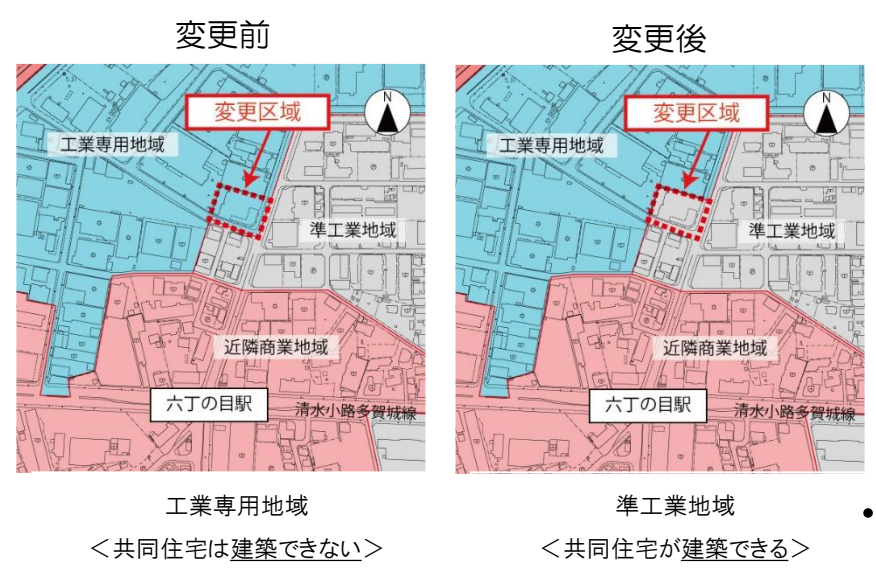 変更前
変更区域
N
工業専用地域
準工業地域
近隣商業地域
六丁の目駅
清水小路多賀城線
工業専用地域
＜共同住宅は建築できない＞
変更後
変更区域
N
工業専用地域
準工業地域
近隣商業地域
六丁の目駅
清水小路多賀城線
準工業地域
＜共同住宅が建築できる＞
•